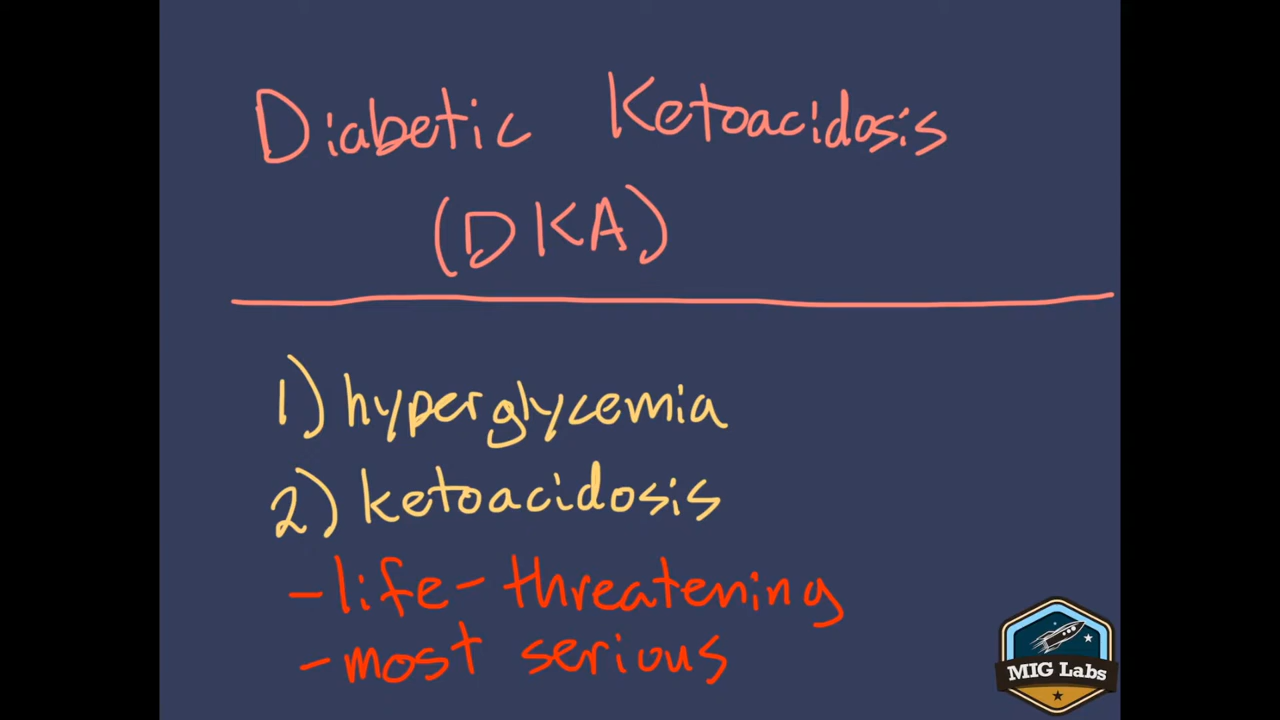 Diabetic Ketoacidosis
(DKA)
1) hyperglycemia
2) ketoacidosis
- life-threatening
- most serious
MIG Labs